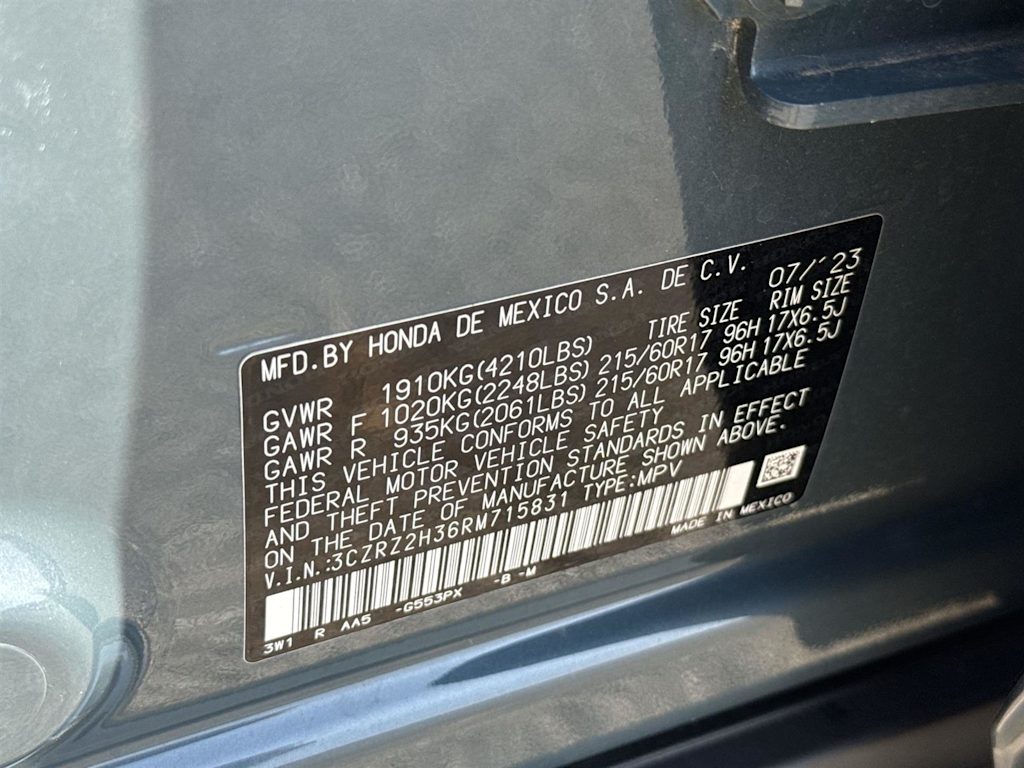 MFD.BY HONDA DE MEXICO S.A. DE C.V. 07/'23
TIRE SIZE RIM SIZE
GVWR 1910KG(4210LBS)
GAWR F 1020KG(2248LBS) 215/60R17 96H 17X6.5J
GAWR R 935KG(2061LBS) 215/60R17 96H 17X6.5J
THIS VEHICLE CONFORMS TO ALL APPLICABLE
FEDERAL MOTOR VEHICLE SAFETY
AND THEFT PREVENTION STANDARDS IN EFFECT
ON THE DATE OF MANUFACTURE SHOWN ABOVE.
V.I.N.:3CZRZ2H36RM715831 TYPE:MPV
3W1 R AA5 -G553PX -B -M MADE IN MEXICO